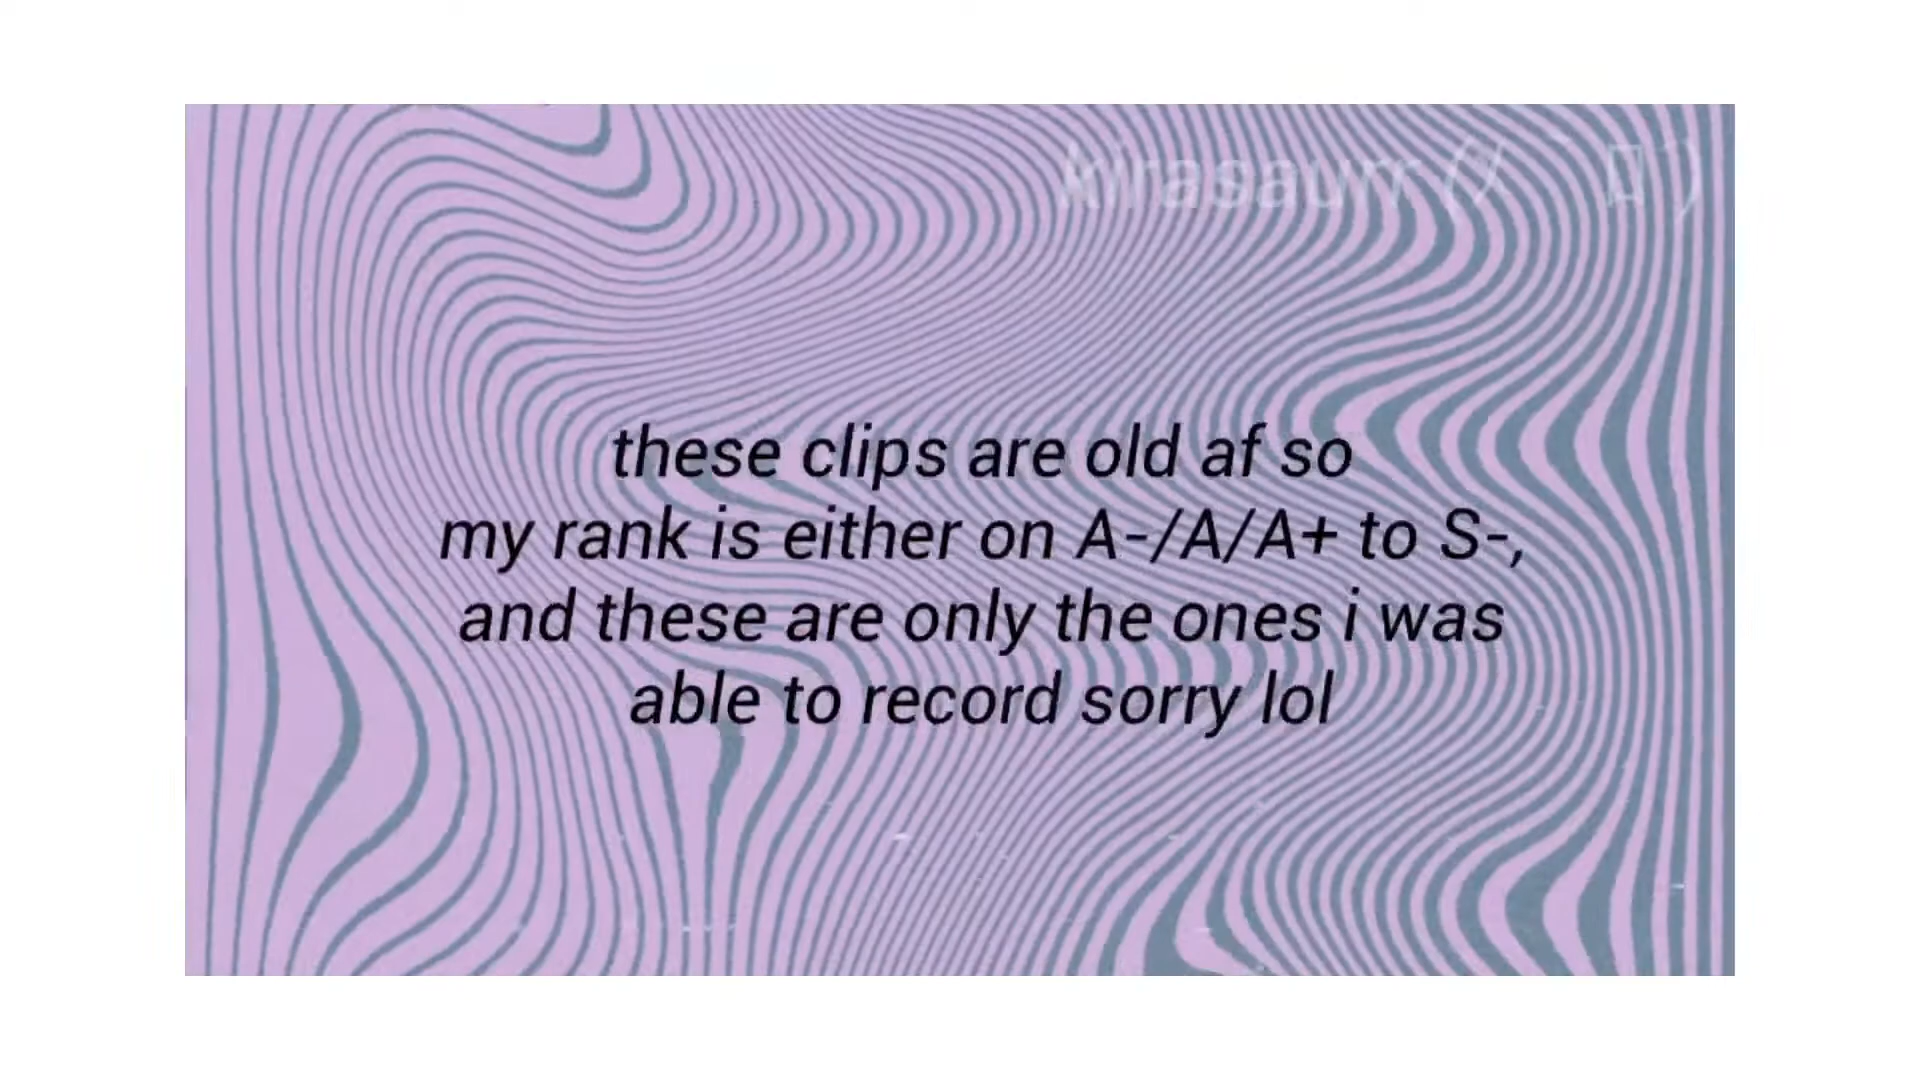 kirasaurr
these clips are old af so
my rank is either on A-/A/A+ to S-,
and these are only the ones i was
able to record sorry lol